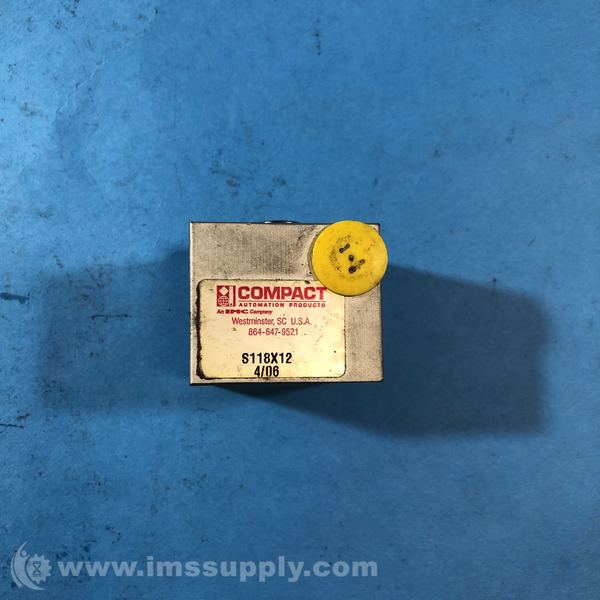 COMPACT
AUTOMATION PRODUCTS
An IMC Company
Westminster, SC U.S.A.
864-647-9521
S118X12
4/06
www.imssupply.com